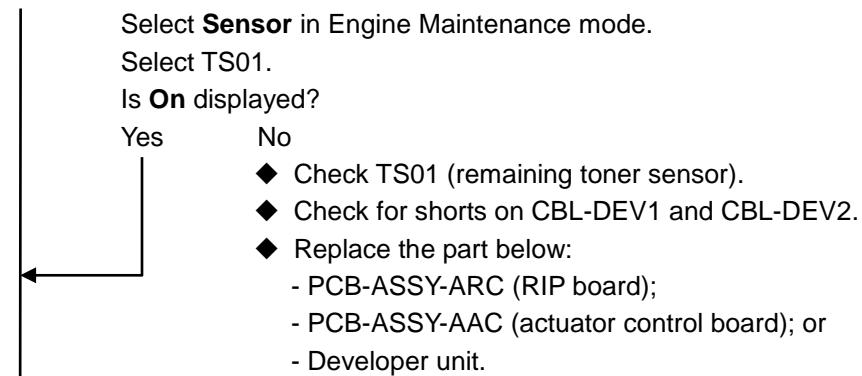 Select Sensor in Engine Maintenance mode.
Select TS01.
Is On displayed?
Yes No
◆ Check TS01 (remaining toner sensor).
◆ Check for shorts on CBL-DEV1 and CBL-DEV2.
◆ Replace the part below:
- PCB-ASSY-ARC (RIP board);
- PCB-ASSY-AAC (actuator control board); or
- Developer unit.